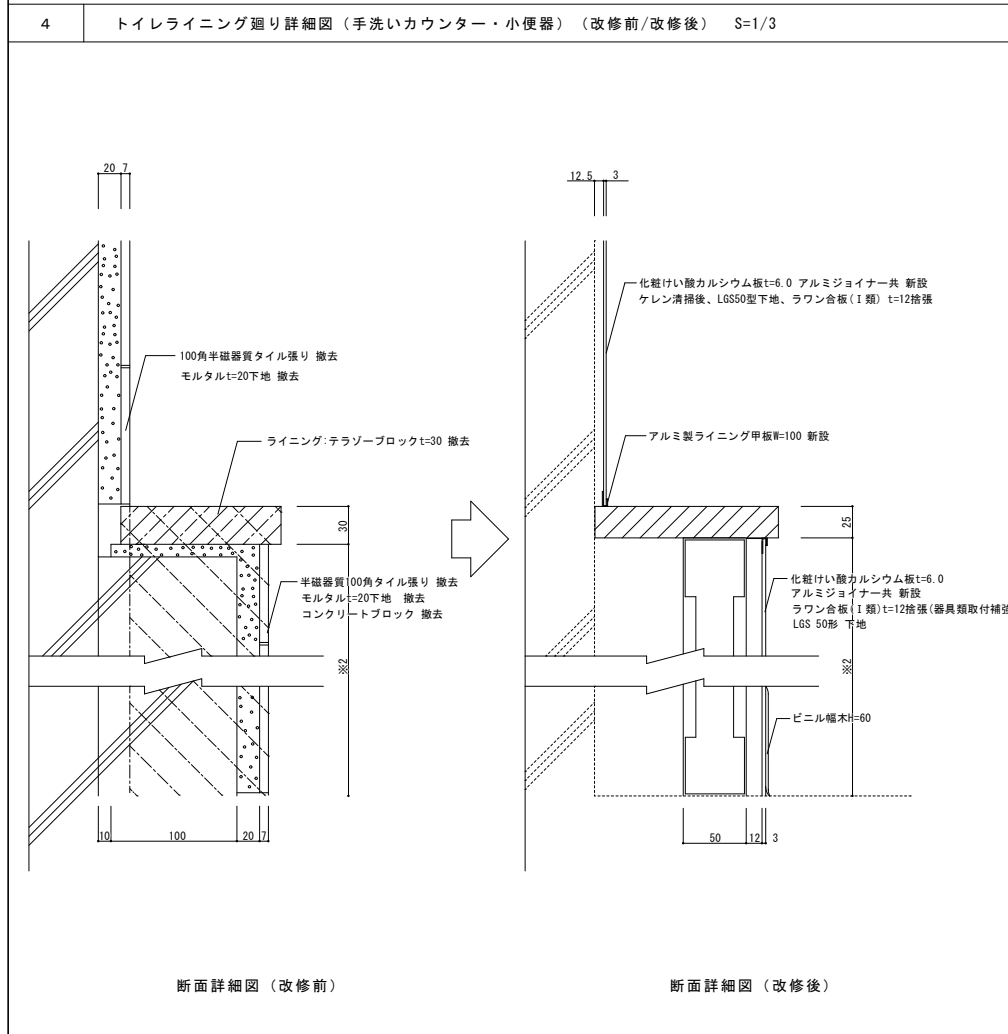 4
トイレライニング廻り詳細図（手洗いカウンター・小便器）（改修前/改修後） S=1/3
20 7
100角半磁器質タイル張り 撤去
モルタルt=20下地 撤去
ライニング:テラゾーブロックt=30 撤去
30
半磁器質100角タイル張り 撤去
モルタルt=20下地 撤去
コンクリートブロック 撤去
※2
10 100 20 7
断面詳細図（改修前）
12.5 3
化粧けい酸カルシウム板t=6.0 アルミジョイナー共 新設
ケレン清掃後、LGS50型下地、ラワン合板(Ⅰ類) t=12捨張
アルミ製ライニング甲板W=100 新設
25
化粧けい酸カルシウム板t=6.0
アルミジョイナー共 新設
ラワン合板(Ⅰ類)t=12捨張(器具類取付補強
LGS 50形 下地
※2
ビニル幅木H=60
50 12 3
断面詳細図（改修後）